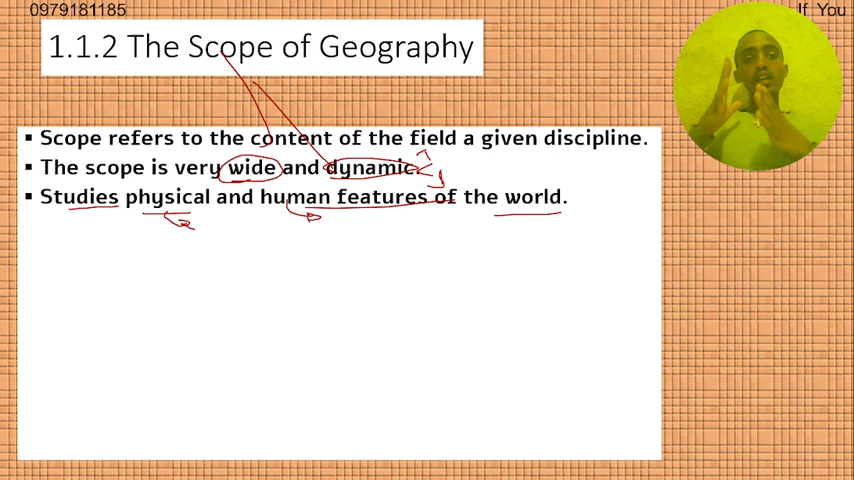 0979181185
If You
1.1.2 The Scope of Geography
▪ Scope refers to the content of the field a given discipline.
▪ The scope is very wide and dynamic.
▪ Studies physical and human features of the world.